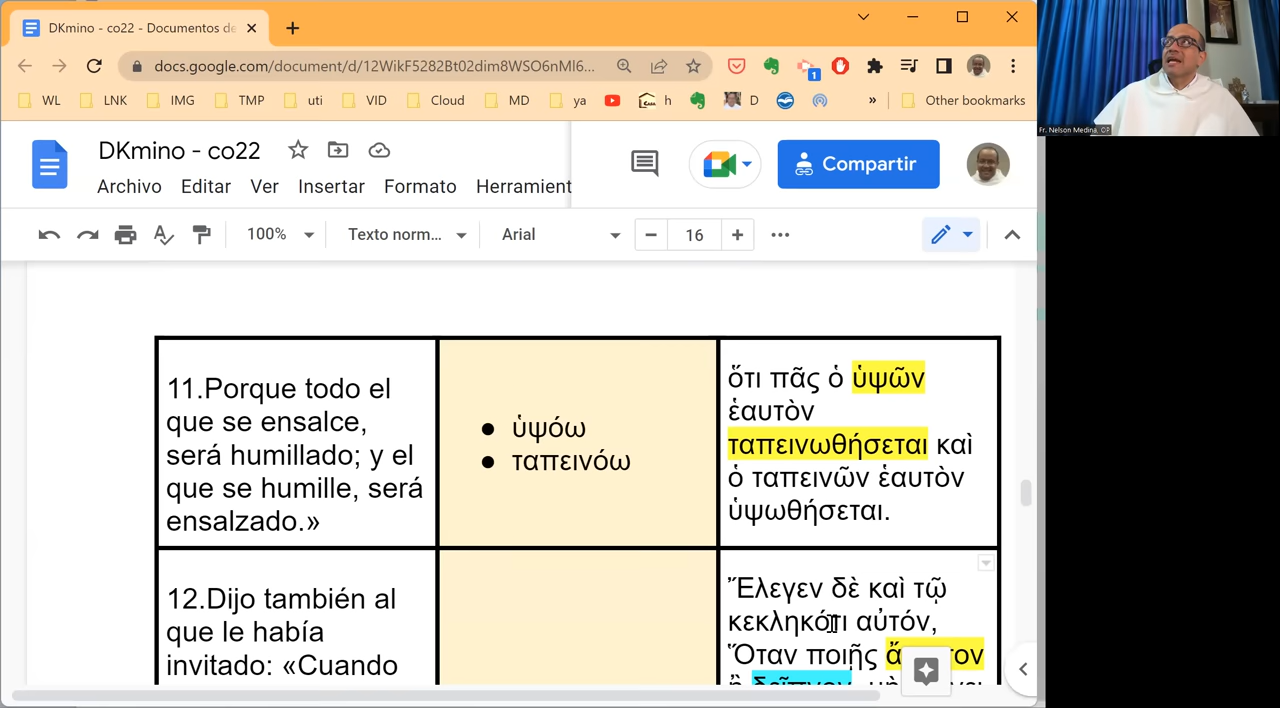 DKmino - co22 - Documentos de
docs.google.com/document/d/12WikF5282Bt02dIm8WSO6nMl6...
1
WL LNK IMG TMP uti VID Cloud MD ya h D » Other bookmarks
DKmino - co22
Archivo Editar Ver Insertar Formato Herramient
Compartir
100% Texto norm... Arial 16
11.Porque todo el
que se ensalce,
será humillado; y el
que se humille, será
ensalzado.»
● ὑψόω
● ταπεινόω
ὅτι πᾶς ὁ ὑψῶν
ἑαυτὸν
ταπεινωθήσεται καὶ
ὁ ταπεινῶν ἑαυτὸν
ὑψωθήσεται.
12.Dijo también al
que le había
invitado: «Cuando
Ἔλεγεν δὲ καὶ τῷ
κεκληκότι αὐτόν,
Ὅταν ποιῇς
ἢ δεῖπνον
Fr. Nelson Medina, OP